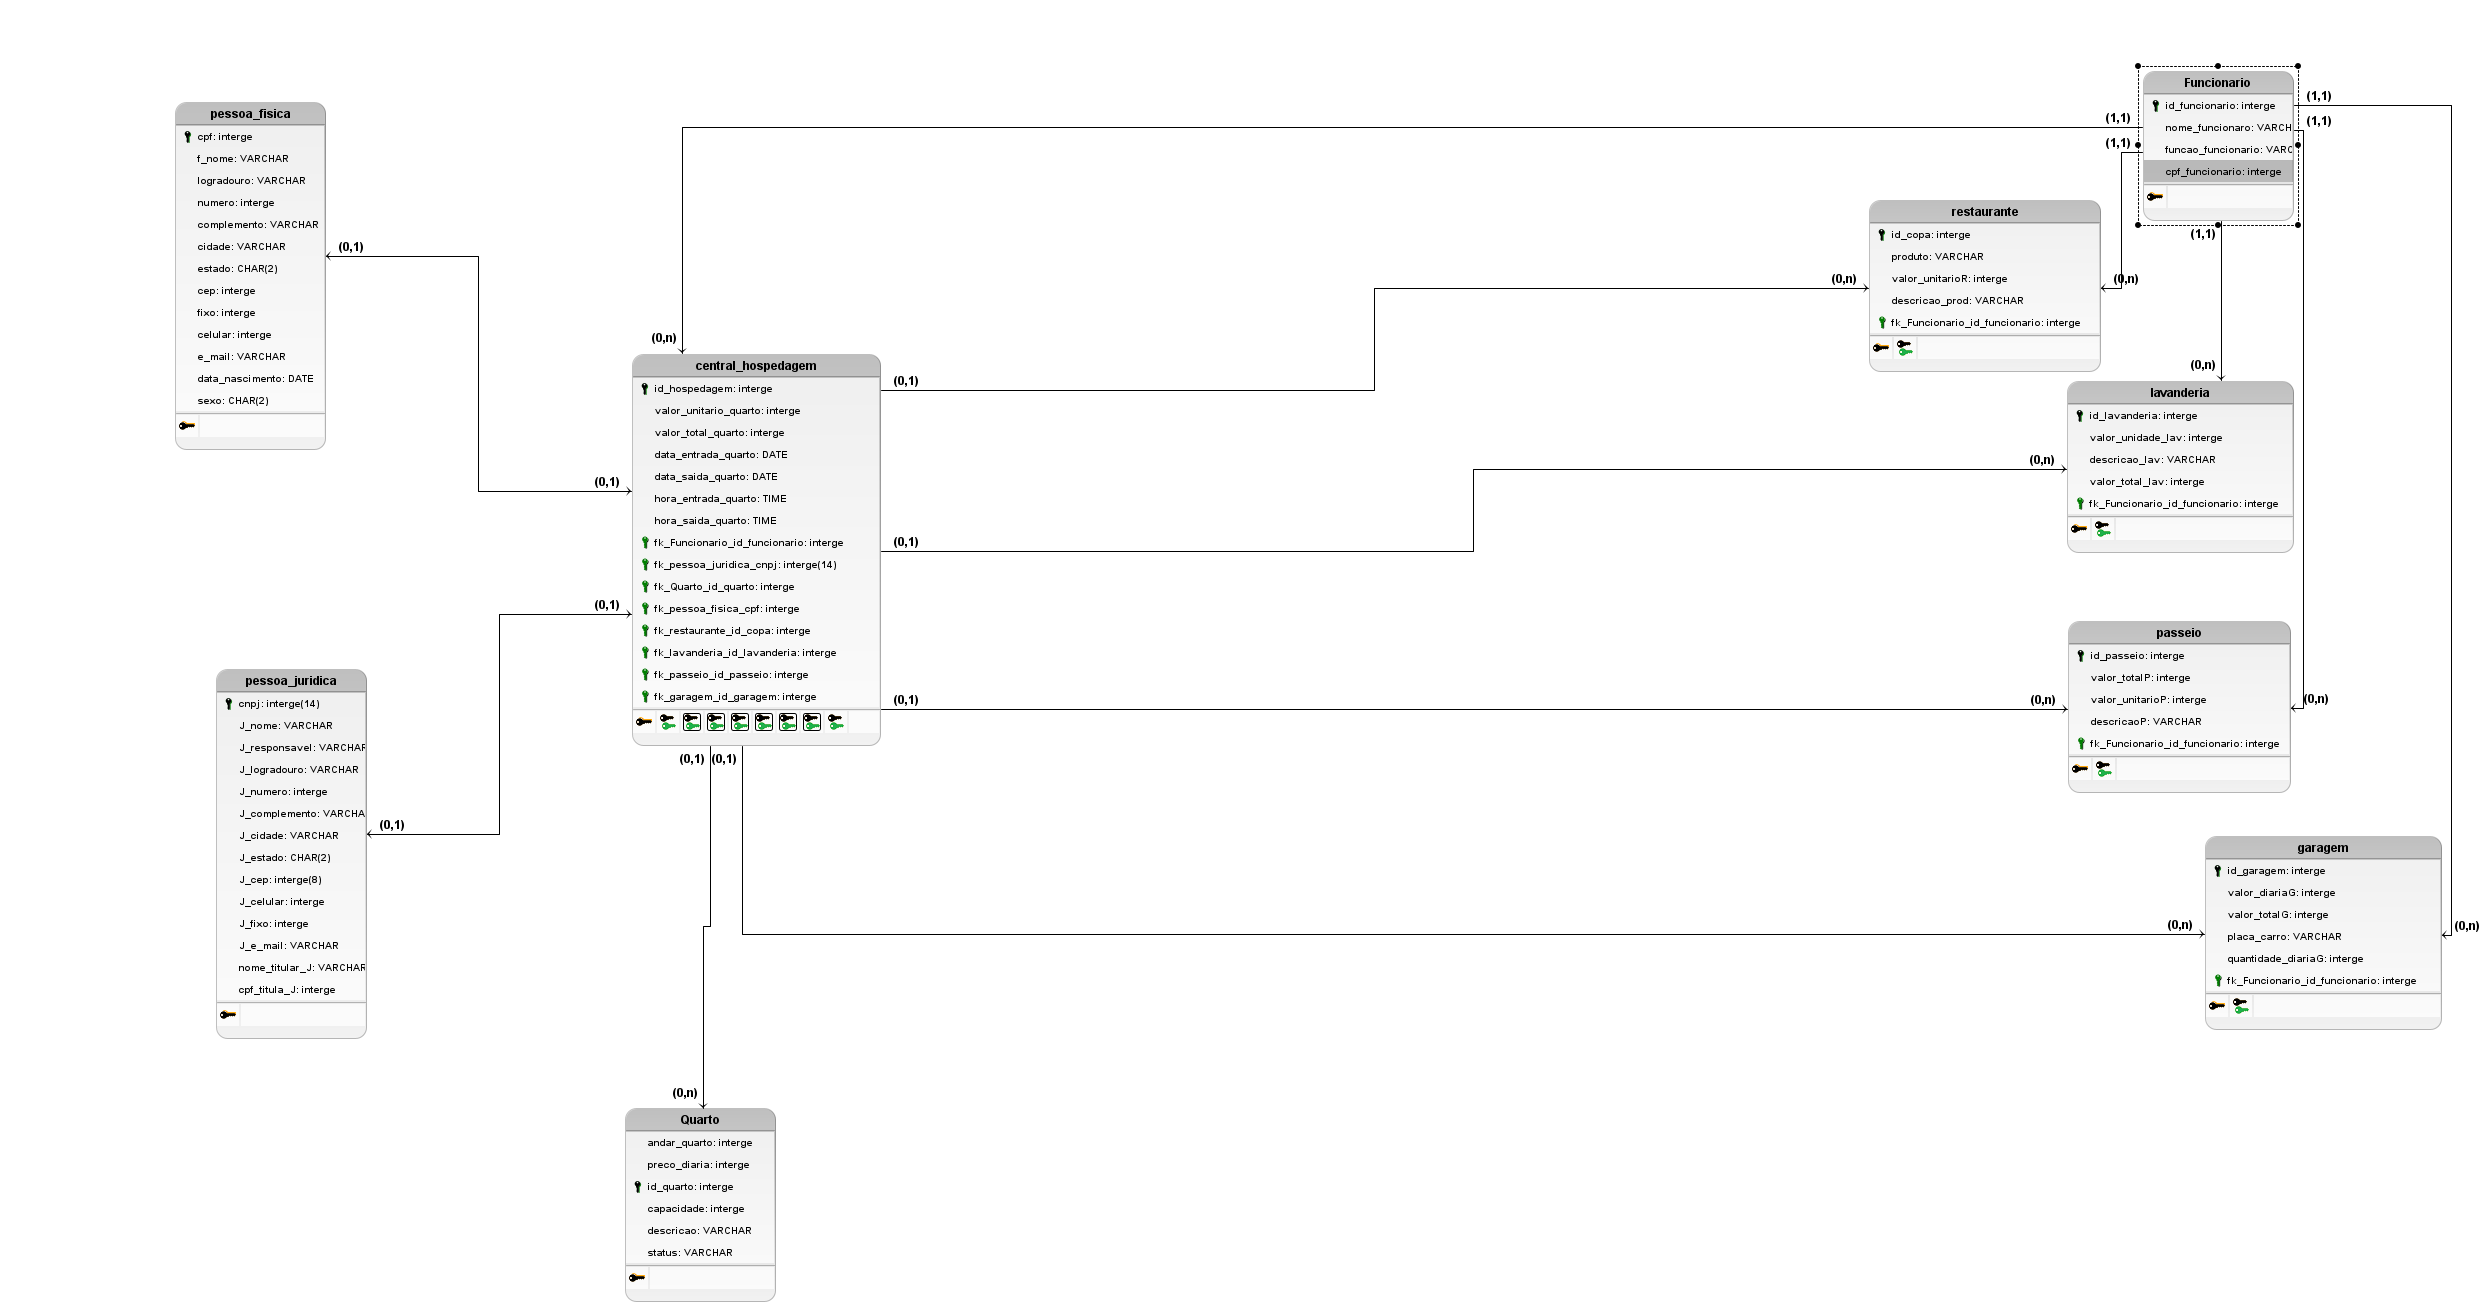 pessoa_fisica
cpf: interge
f_nome: VARCHAR
logradouro: VARCHAR
numero: interge
complemento: VARCHAR
cidade: VARCHAR
estado: CHAR(2)
cep: interge
fixo: interge
celular: interge
e_mail: VARCHAR
data_nascimento: DATE
sexo: CHAR(2)
(0,1)
(0,1)
pessoa_juridica
cnpj: interge(14)
J_nome: VARCHAR
J_responsavel: VARCHAR
J_logradouro: VARCHAR
J_numero: interge
J_complemento: VARCHA
J_cidade: VARCHAR
J_estado: CHAR(2)
J_cep: interge(8)
J_celular: interge
J_fixo: interge
J_e_mail: VARCHAR
nome_titular_J: VARCHAR
cpf_titula_J: interge
(0,1)
(0,1)
(0,n)
central_hospedagem
id_hospedagem: interge
valor_unitario_quarto: interge
valor_total_quarto: interge
data_entrada_quarto: DATE
data_saida_quarto: DATE
hora_entrada_quarto: TIME
hora_saida_quarto: TIME
fk_Funcionario_id_funcionario: interge
fk_pessoa_juridica_cnpj: interge(14)
fk_Quarto_id_quarto: interge
fk_pessoa_fisica_cpf: interge
fk_restaurante_id_copa: interge
fk_lavanderia_id_lavanderia: interge
fk_passeio_id_passeio: interge
fk_garagem_id_garagem: interge
(0,1)
(0,1)
(0,1)
(0,1)
(0,1)
(0,n)
Quarto
andar_quarto: interge
preco_diaria: interge
id_quarto: interge
capacidade: interge
descricao: VARCHAR
status: VARCHAR
Funcionario
id_funcionario: interge
nome_funcionaro: VARCH
funcao_funcionario: VARC
cpf_funcionario: interge
(1,1)
(1,1)
(1,1)
(1,1)
(1,1)
(0,n)
restaurante
id_copa: interge
produto: VARCHAR
valor_unitarioR: interge
descricao_prod: VARCHAR
fk_Funcionario_id_funcionario: interge
(0,n)
(0,n)
lavanderia
id_lavanderia: interge
valor_unidade_lav: interge
descricao_lav: VARCHAR
valor_total_lav: interge
fk_Funcionario_id_funcionario: interge
(0,n)
(0,n)
passeio
id_passeio: interge
valor_totalP: interge
valor_unitarioP: interge
descricaoP: VARCHAR
fk_Funcionario_id_funcionario: interge
(0,n)
(0,n)
garagem
id_garagem: interge
valor_diariaG: interge
valor_totalG: interge
placa_carro: VARCHAR
quantidade_diariaG: interge
fk_Funcionario_id_funcionario: interge
(0,n)
(0,n)